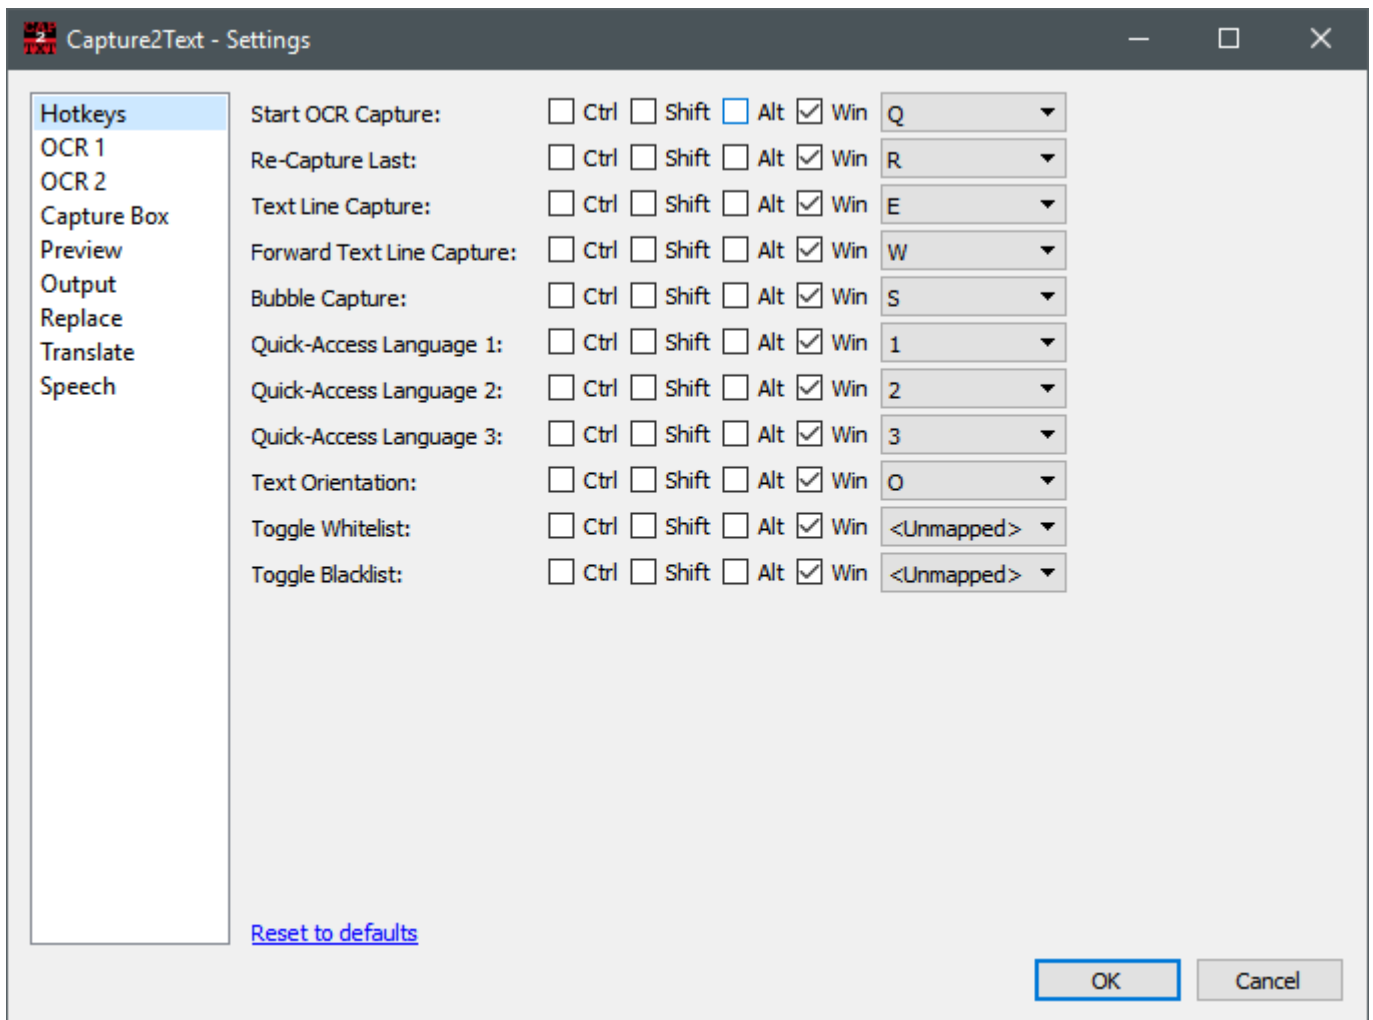 CAP
2
TXT
Capture2Text - Settings
Hotkeys
OCR 1
OCR 2
Capture Box
Preview
Output
Replace
Translate
Speech
Start OCR Capture: Ctrl Shift Alt Win Q
Re-Capture Last: Ctrl Shift Alt Win R
Text Line Capture: Ctrl Shift Alt Win E
Forward Text Line Capture: Ctrl Shift Alt Win W
Bubble Capture: Ctrl Shift Alt Win S
Quick-Access Language 1: Ctrl Shift Alt Win 1
Quick-Access Language 2: Ctrl Shift Alt Win 2
Quick-Access Language 3: Ctrl Shift Alt Win 3
Text Orientation: Ctrl Shift Alt Win O
Toggle Whitelist: Ctrl Shift Alt Win <Unmapped>
Toggle Blacklist: Ctrl Shift Alt Win <Unmapped>
Reset to defaults
OK Cancel